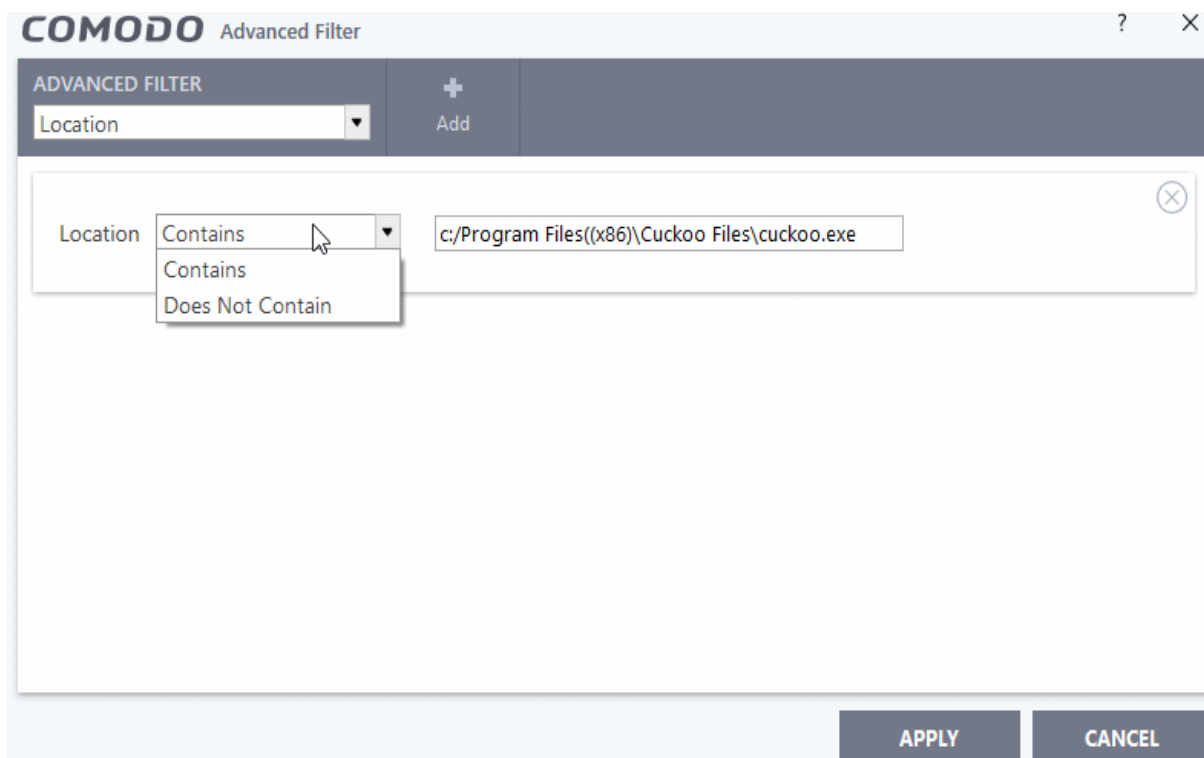 COMODO Advanced Filter ? X
ADVANCED FILTER
Location
+
Add
Location Contains c:/Program Files((x86)\Cuckoo Files\cuckoo.exe
Contains
Does Not Contain
APPLY CANCEL